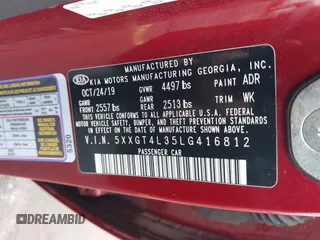 MANUFACTURED BY
KIA KIA MOTORS MANUFACTURING GEORGIA, INC.
OCT/24/19 GVWR 4497 lbs PAINT ADR
GAWR FRONT 2557 lbs GAWR REAR 2513 lbs TRIM WK
THIS VEHICLE CONFORMS TO ALL APPLICABLE U.S.A. FEDERAL
MOTOR VEHICLE SAFETY, BUMPER, AND THEFT PREVENTION
STANDARDS IN EFFECT ON THE DATE OF MANUFACTURE SHOWN ABOVE.
V.I.N. 5XXGT4L35LG416812
PASSENGER CAR
DREAMBID